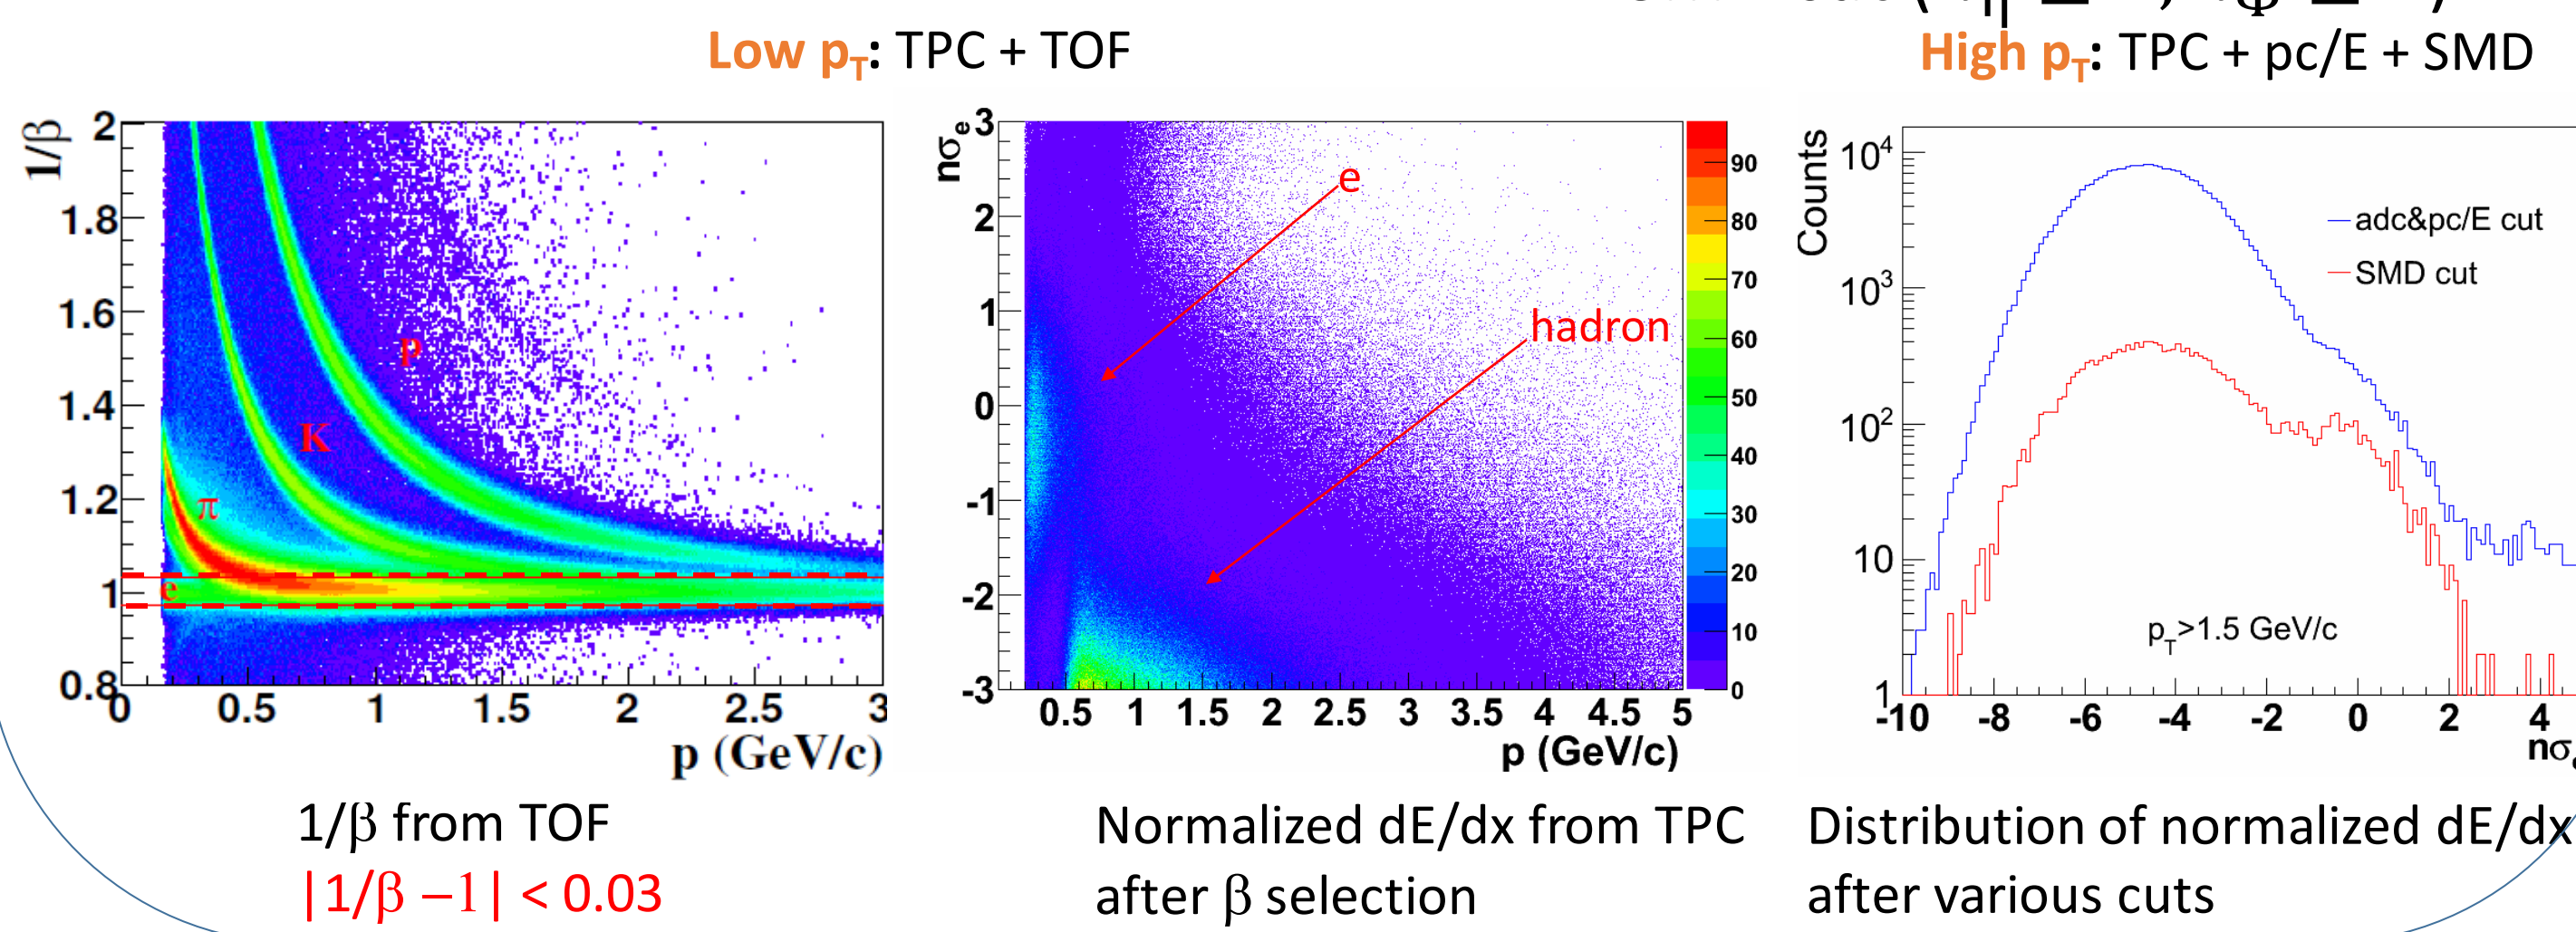 Low pT: TPC + TOF
High pT: TPC + pc/E + SMD
1/β
2
1.8
1.6
1.4
1.2
1
0.8
p
K
π
e
0 0.5 1 1.5 2 2.5 3
p (GeV/c)
nσe
3
2
1
0
-1
-2
-3
e
hadron
90
80
70
60
50
40
30
20
10
0
0.5 1 1.5 2 2.5 3 3.5 4 4.5 5
p (GeV/c)
Counts
10^4
10^3
10^2
10
1
adc&pc/E cut
SMD cut
pT>1.5 GeV/c
-10 -8 -6 -4 -2 0 2 4
nσ
1/β from TOF
|1/β −1| < 0.03
Normalized dE/dx from TPC
after β selection
Distribution of normalized dE/dx
after various cuts